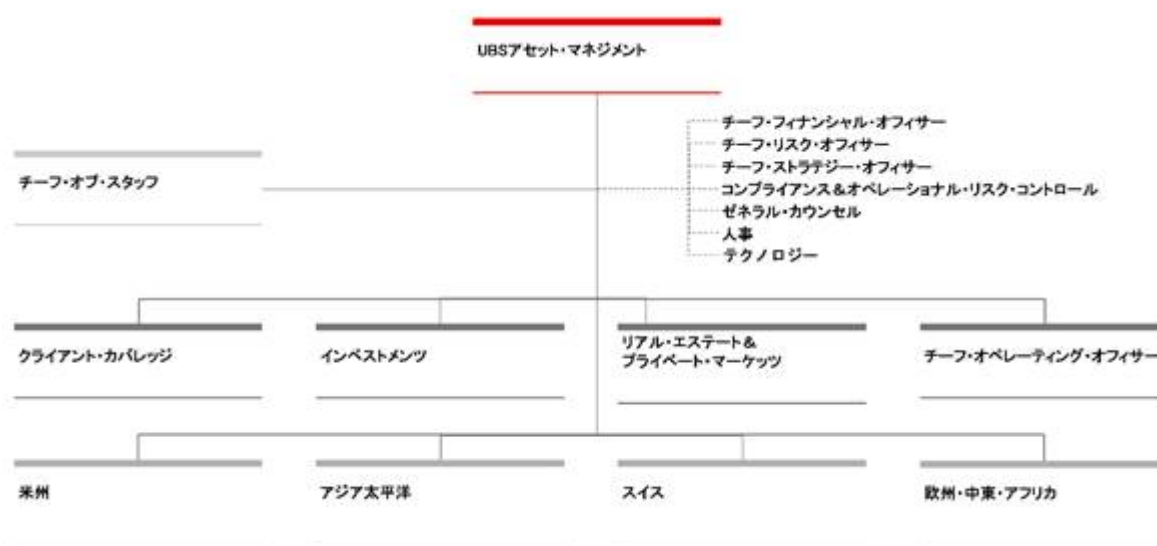 UBSアセット・マネジメント
チーフ・フィナンシャル・オフィサー
チーフ・リスク・オフィサー
チーフ・ストラテジー・オフィサー
コンプライアンス＆オペレーショナル・リスク・コントロール
ゼネラル・カウンセル
人事
テクノロジー
チーフ・オブ・スタッフ
クライアント・カバレッジ
インベストメンツ
リアル・エステート＆
プライベート・マーケッツ
チーフ・オペレーティング・オフィサー
米州
アジア太平洋
スイス
欧州・中東・アフリカ